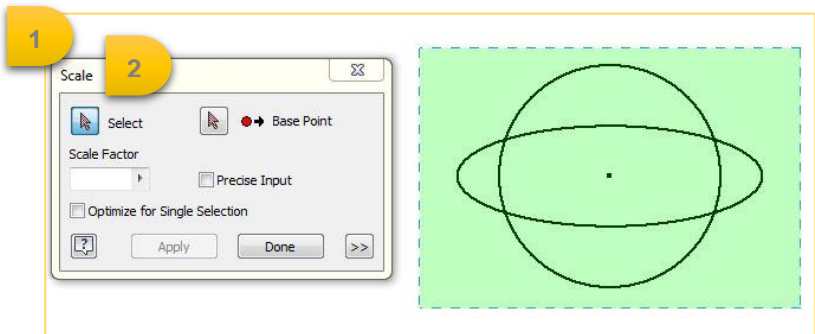 1
2
Scale
Select
Base Point
Scale Factor
Precise Input
Optimize for Single Selection
?
Apply
Done
>>